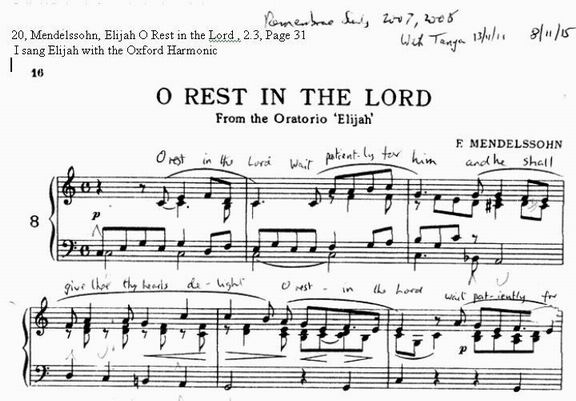 Remembrance Sun, 2007, 2008
20, Mendelssohn, Elijah O Rest in the Lord , 2.3, Page 31
With Tanya 13/11/11 8/11/15
I sang Elijah with the Oxford Harmonic
16
O REST IN THE LORD
From the Oratorio 'Elijah'
F. MENDELSSOHN
O rest in the Lord wait patient-ly for him and he shall
8
p
give thee thy hearts de-light O rest - in the Lord wait pat-iently for
p